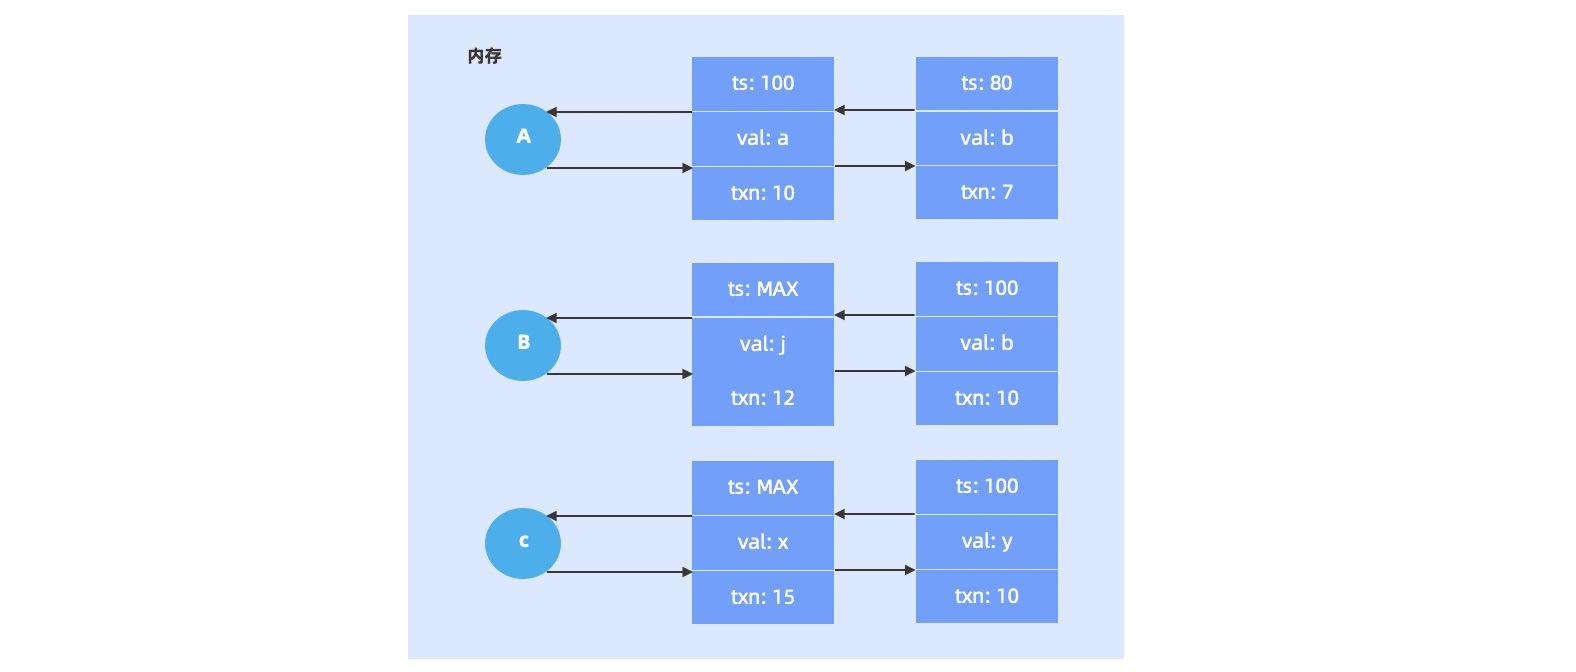 内存
A
ts: 100
val: a
txn: 10
ts: 80
val: b
txn: 7
B
ts: MAX
val: j
txn: 12
ts: 100
val: b
txn: 10
c
ts: MAX
val: x
txn: 15
ts: 100
val: y
txn: 10